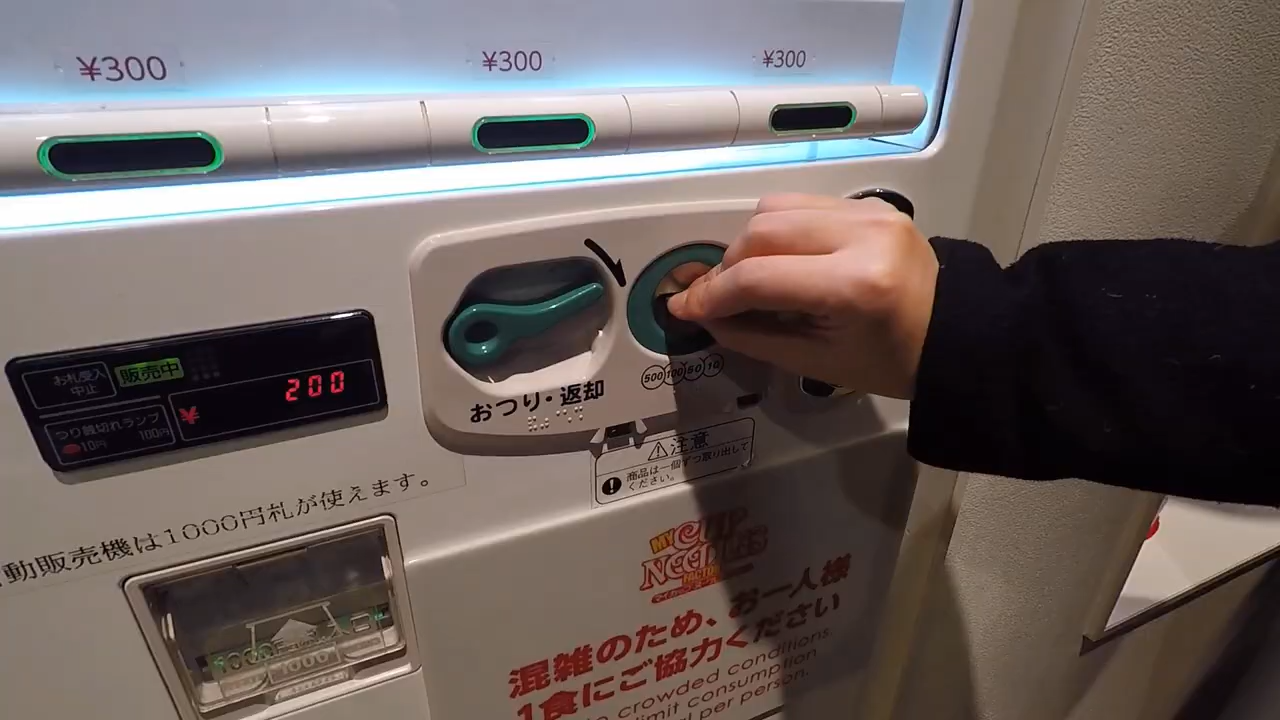 ¥300
¥300
¥300
お札受入
中止
販売中
¥ 200
つり銭切れランプ
10円 100円
おつり・返却
500 100 50 10
注意
商品は一個ずつ取り出して
ください。
動販売機は1000円札が使えます。
1000
1000
MY CUP
NOODLES
FACTORY
混雑のため、お一人様
1食にご協力ください
to crowded conditions,
limit consumption
per person.